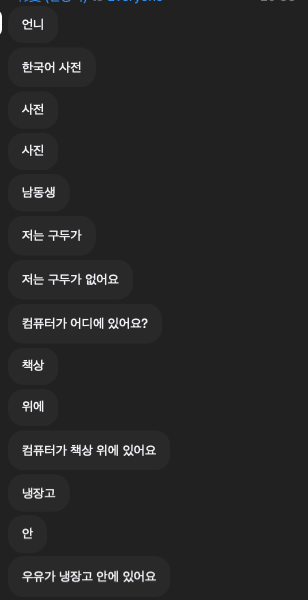 언니
한국어 사전
사전
사진
남동생
저는 구두가
저는 구두가 없어요
컴퓨터가 어디에 있어요?
책상
위에
컴퓨터가 책상 위에 있어요
냉장고
안
우유가 냉장고 안에 있어요